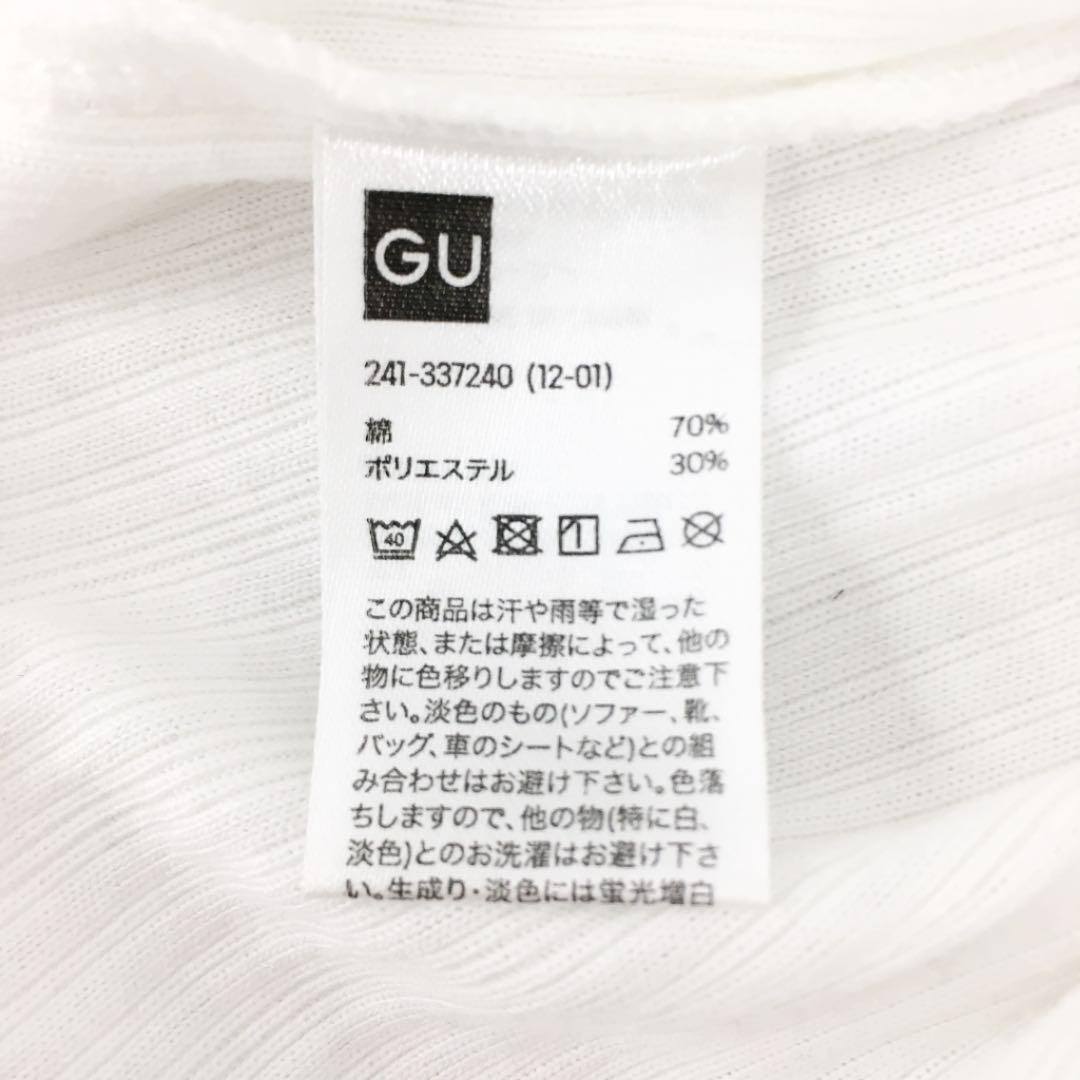 GU
241-337240 (12-01)
綿 70%
ポリエステル 30%
40
この商品は汗や雨等で湿った
状態、または摩擦によって、他の
物に色移りしますのでご注意下
さい。淡色のもの(ソファー、靴、
バッグ、車のシートなど)との組
み合わせはお避け下さい。色落
ちしますので、他の物(特に白、
淡色)とのお洗濯はお避け下さ
い。生成り・淡色には蛍光増白